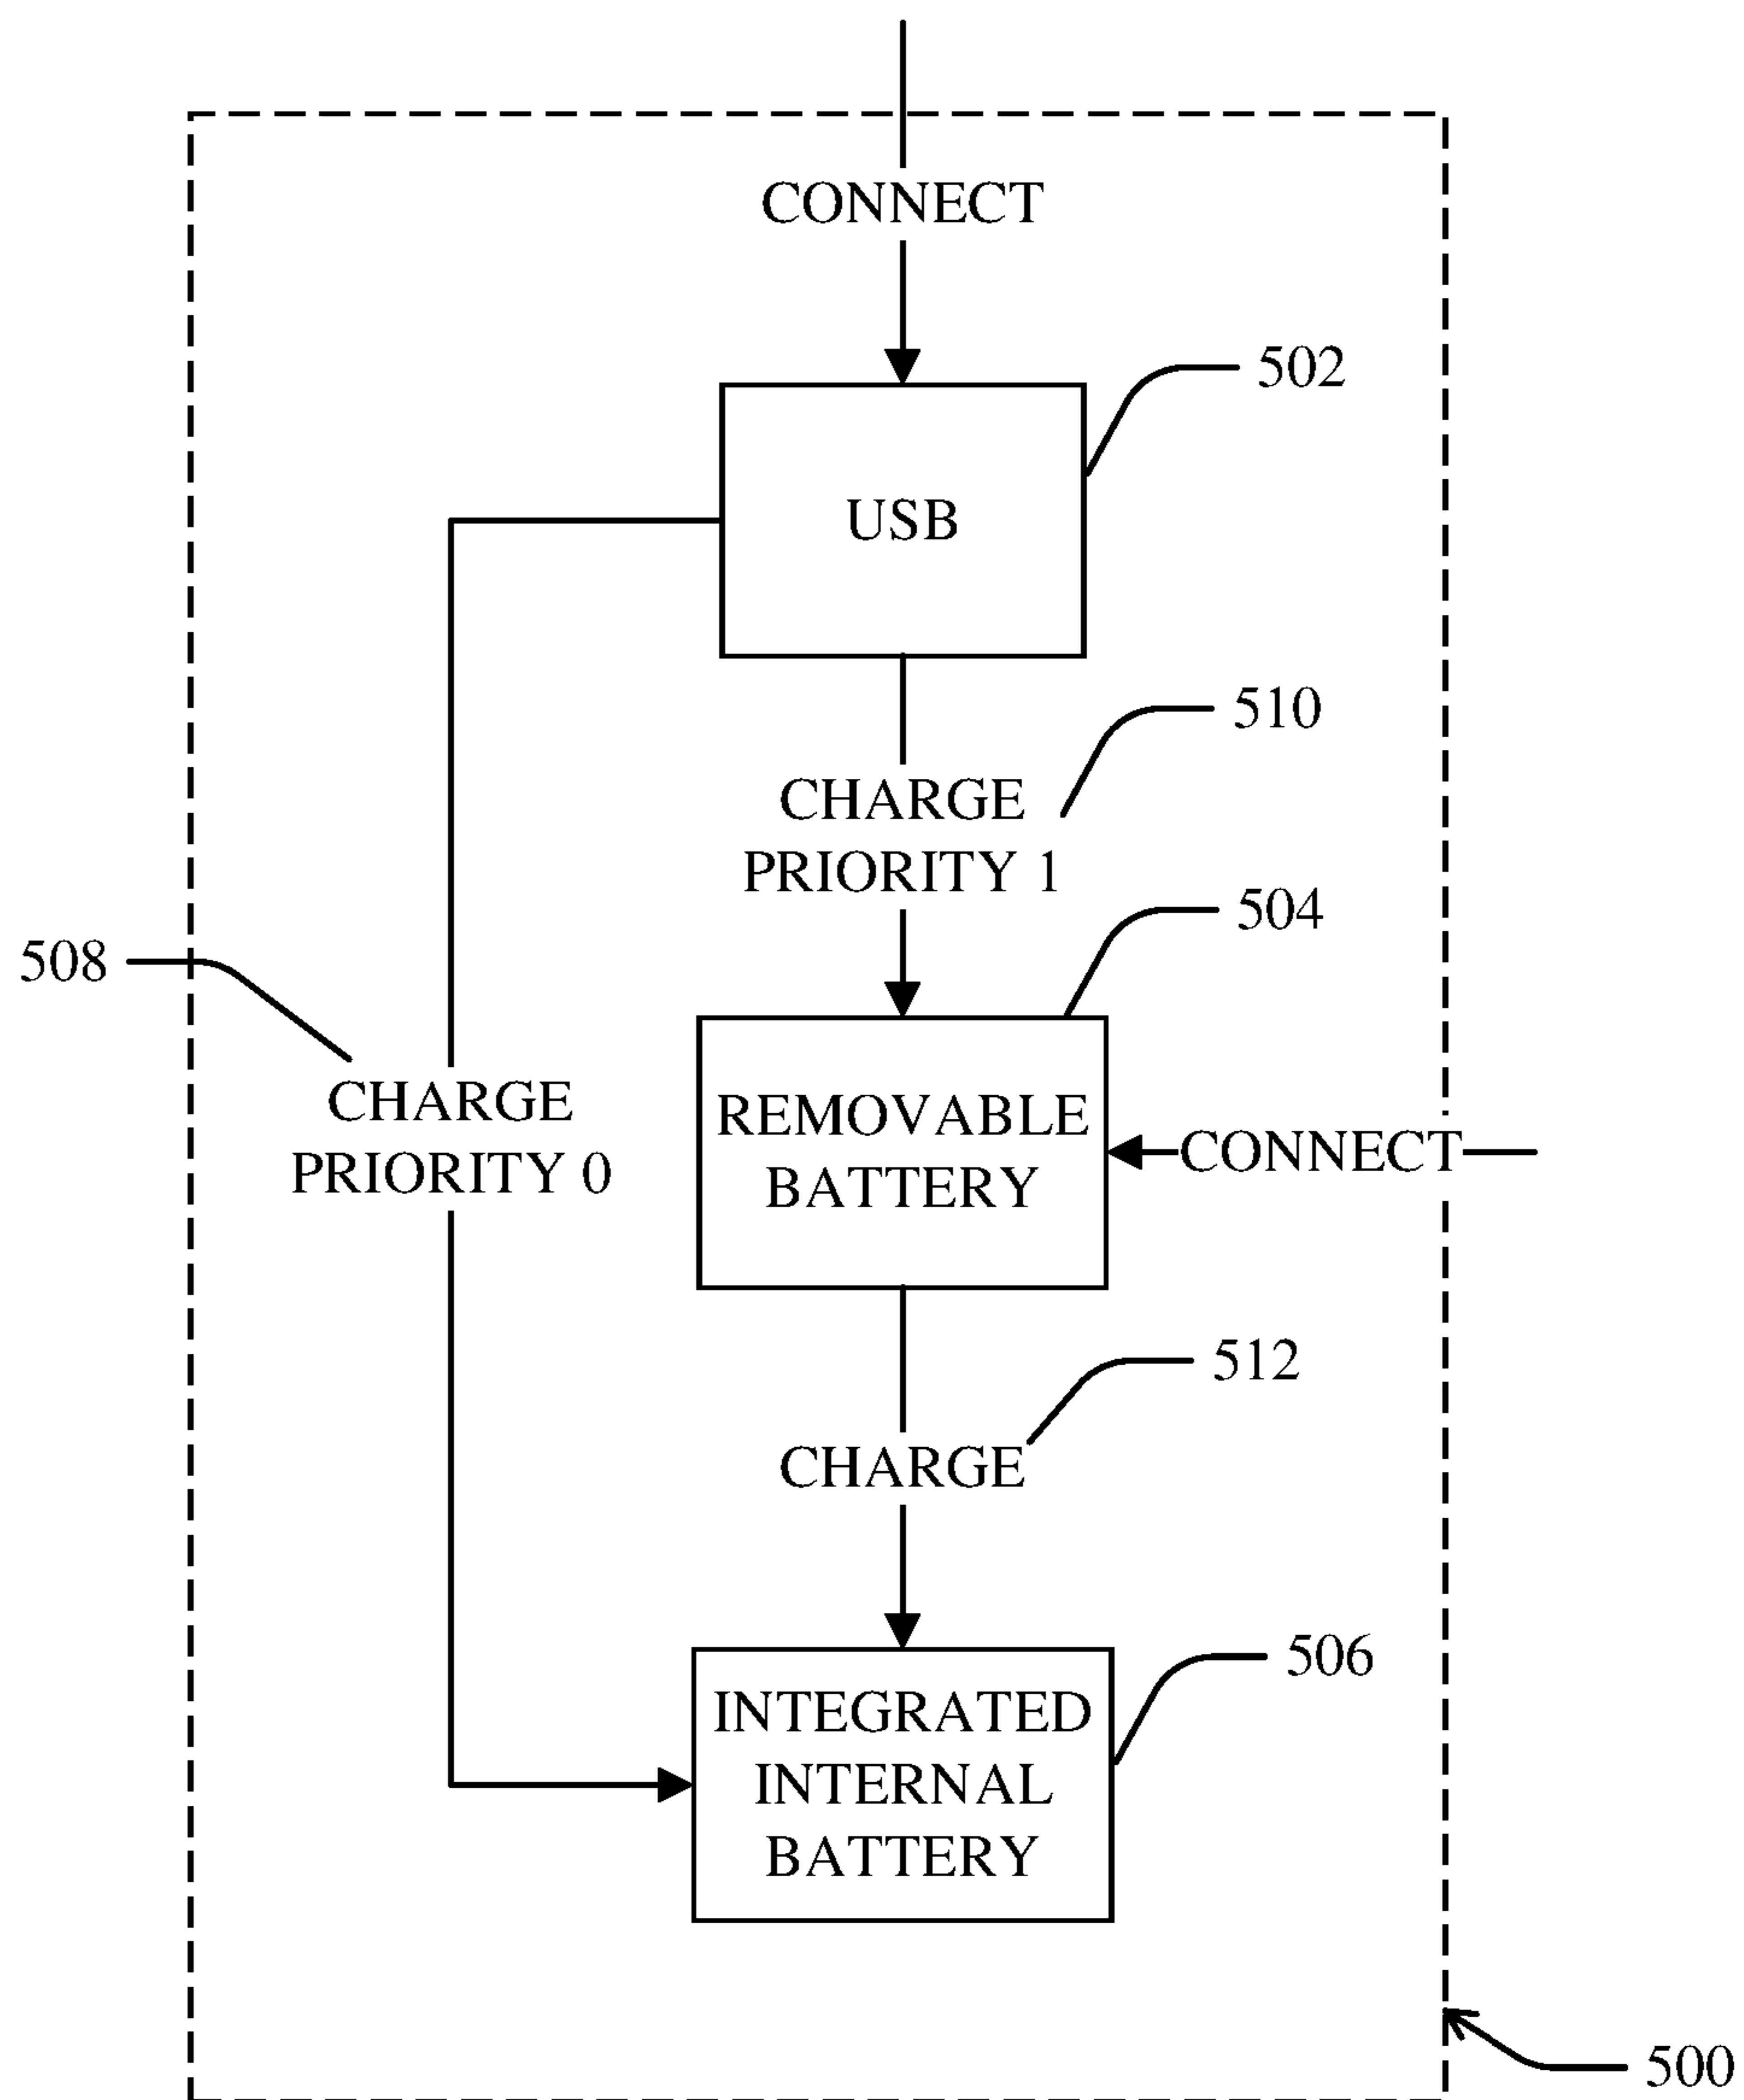 CONNECT
502
USB
510
CHARGE
PRIORITY 1
504
508
CHARGE
PRIORITY 0
REMOVABLE
BATTERY
CONNECT
512
CHARGE
506
INTEGRATED
INTERNAL
BATTERY
500